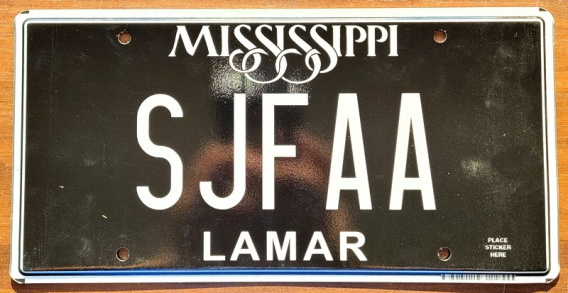 MISSISSIPPI
SJFAA
LAMAR
PLACE
STICKER
HERE